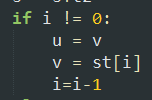 if i != 0:
    u = v
    v = st[i]
    i=i-1